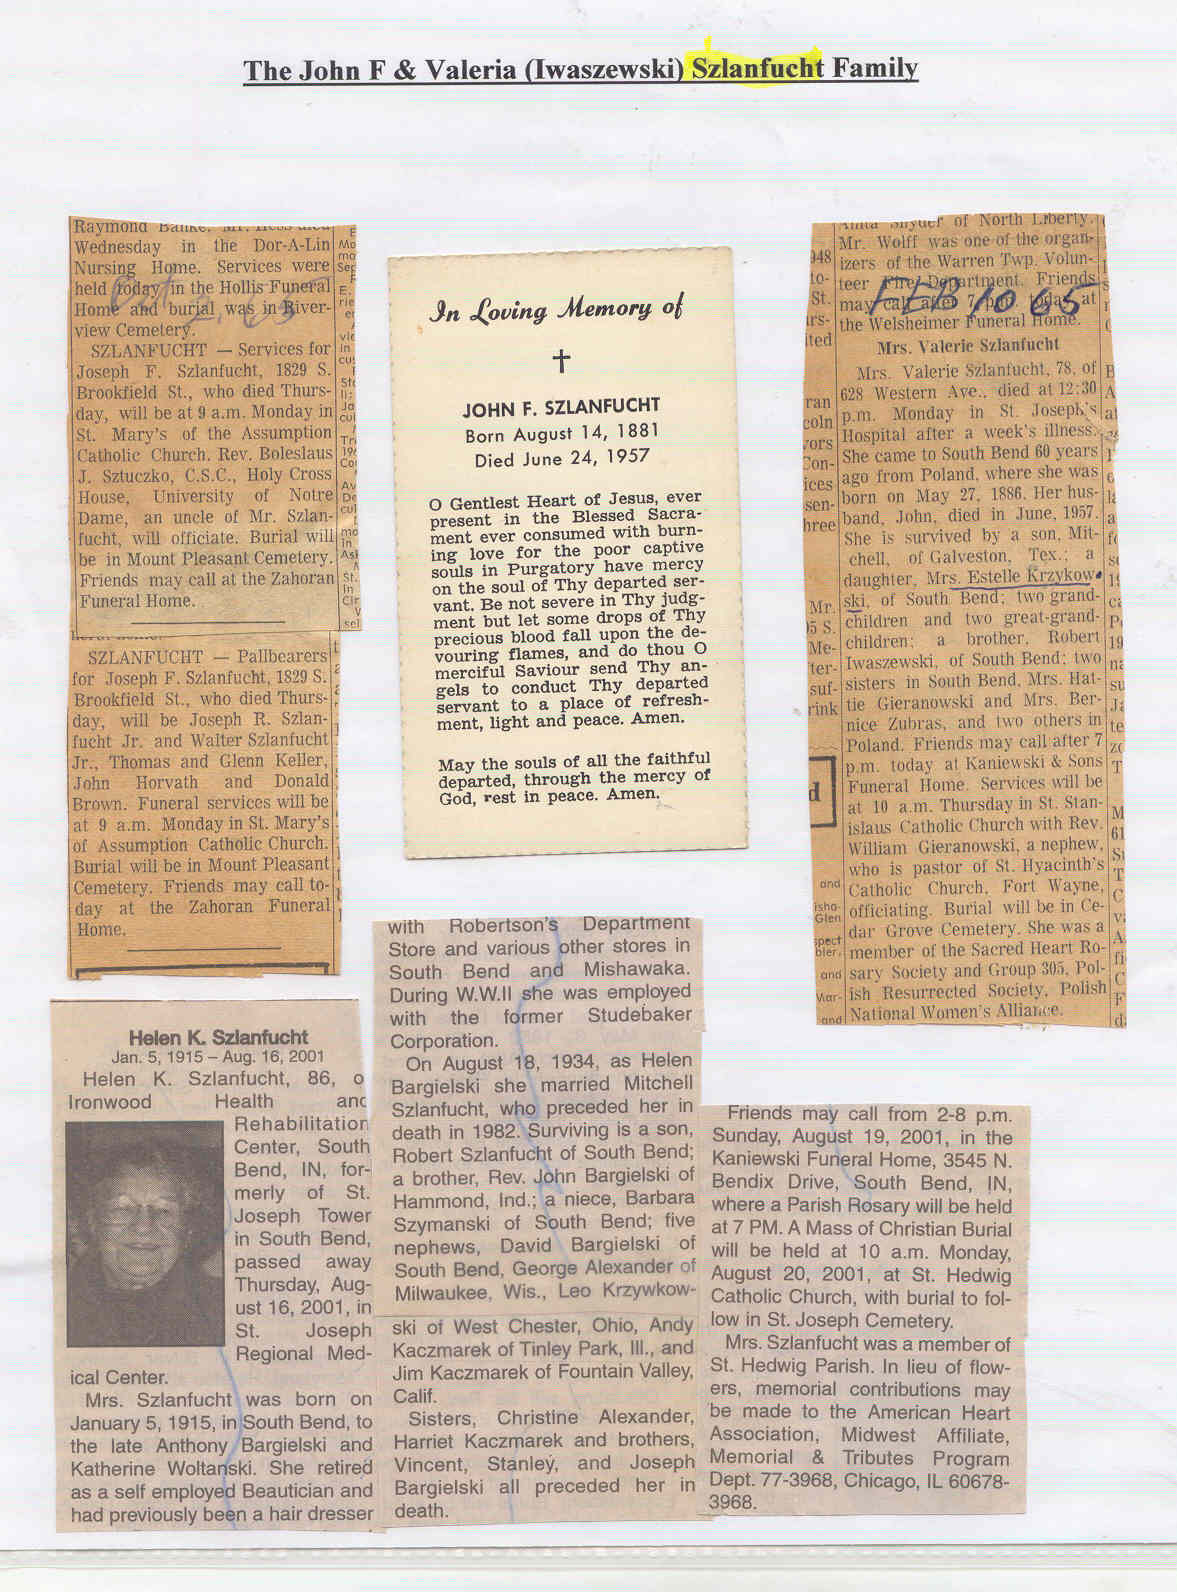 The John F & Valeria (Iwaszewski) Szlanfucht Family
Raymond Banke. Mr. Hess died
Wednesday in the Dor-A-Lin
Nursing Home. Services were
held today in the Hollis Funeral
Home and burial was in River-
view Cemetery.
Oct 2, 65
SZLANFUCHT — Services for
Joseph F. Szlanfucht, 1829 S.
Brookfield St., who died Thurs-
day, will be at 9 a.m. Monday in
St. Mary's of the Assumption
Catholic Church. Rev. Boleslaus
J. Sztuczko, C.S.C., Holy Cross
House, University of Notre
Dame, an uncle of Mr. Szlan-
fucht, will officiate. Burial will
be in Mount Pleasant Cemetery.
Friends may call at the Zahoran
Funeral Home.
SZLANFUCHT — Pallbearers
for Joseph F. Szlanfucht, 1829 S.
Brookfield St., who died Thurs-
day, will be Joseph R. Szlan-
fucht Jr. and Walter Szlanfucht
Jr., Thomas and Glenn Keller,
John Horvath and Donald
Brown. Funeral services will be
at 9 a.m. Monday in St. Mary's
of Assumption Catholic Church.
Burial will be in Mount Pleasant
Cemetery. Friends may call to-
day at the Zahoran Funeral
Home.
In Loving Memory of
JOHN F. SZLANFUCHT
Born August 14, 1881
Died June 24, 1957
O Gentlest Heart of Jesus, ever
present in the Blessed Sacra-
ment ever consumed with burn-
ing love for the poor captive
souls in Purgatory have mercy
on the soul of Thy departed ser-
vant. Be not severe in Thy judg-
ment but let some drops of Thy
precious blood fall upon the de-
vouring flames, and do thou O
merciful Saviour send Thy an-
gels to conduct Thy departed
servant to a place of refresh-
ment, light and peace. Amen.
May the souls of all the faithful
departed, through the mercy of
God, rest in peace. Amen.
Anita Snyder of North Liberty.
Mr. Wolff was one of the organ-
izers of the Warren Twp. Volun-
teer Fire Department. Friends
may call after 7 p.m. today at
the Welsheimer Funeral Home.
FEB 10 65
Mrs. Valerie Szlanfucht
Mrs. Valerie Szlanfucht, 78, of
628 Western Ave., died at 12:30
p.m. Monday in St. Joseph's
Hospital after a week's illness.
She came to South Bend 60 years
ago from Poland, where she was
born on May 27, 1886. Her hus-
band, John, died in June, 1957.
She is survived by a son, Mit-
chell, of Galveston, Tex.; a
daughter, Mrs. Estelle Krzykow-
ski, of South Bend; two grand-
children and two great-grand-
children; a brother, Robert
Iwaszewski, of South Bend; two
sisters in South Bend, Mrs. Hat-
tie Gieranowski and Mrs. Ber-
nice Zubras, and two others in
Poland. Friends may call after 7
p.m. today at Kaniewski & Sons
Funeral Home. Services will be
at 10 a.m. Thursday in St. Stan-
islaus Catholic Church with Rev.
William Gieranowski, a nephew,
who is pastor of St. Hyacinth's
Catholic Church, Fort Wayne,
officiating. Burial will be in Ce-
dar Grove Cemetery. She was a
member of the Sacred Heart Ro-
sary Society and Group 305, Pol-
ish Resurrected Society, Polish
National Women's Alliance.
Helen K. Szlanfucht
Jan. 5, 1915 – Aug. 16, 2001
Helen K. Szlanfucht, 86, o
Ironwood Health and
Rehabilitation
Center, South
Bend, IN, for-
merly of St.
Joseph Tower
in South Bend,
passed away
Thursday, Aug-
ust 16, 2001, in
St. Joseph
Regional Med-
ical Center.
Mrs. Szlanfucht was born on
January 5, 1915, in South Bend, to
the late Anthony Bargielski and
Katherine Woltanski. She retired
as a self employed Beautician and
had previously been a hair dresser
with Robertson's Department
Store and various other stores in
South Bend and Mishawaka.
During W.W.II she was employed
with the former Studebaker
Corporation.
On August 18, 1934, as Helen
Bargielski she married Mitchell
Szlanfucht, who preceded her in
death in 1982. Surviving is a son,
Robert Szlanfucht of South Bend;
a brother, Rev. John Bargielski of
Hammond, Ind.; a niece, Barbara
Szymanski of South Bend; five
nephews, David Bargielski of
South Bend, George Alexander of
Milwaukee, Wis., Leo Krzywkow-
ski of West Chester, Ohio, Andy
Kaczmarek of Tinley Park, Ill., and
Jim Kaczmarek of Fountain Valley,
Calif.
Sisters, Christine Alexander,
Harriet Kaczmarek and brothers,
Vincent, Stanley, and Joseph
Bargielski all preceded her in
death.
Friends may call from 2-8 p.m.
Sunday, August 19, 2001, in the
Kaniewski Funeral Home, 3545 N.
Bendix Drive, South Bend, IN,
where a Parish Rosary will be held
at 7 PM. A Mass of Christian Burial
will be held at 10 a.m. Monday,
August 20, 2001, at St. Hedwig
Catholic Church, with burial to fol-
low in St. Joseph Cemetery.
Mrs. Szlanfucht was a member of
St. Hedwig Parish. In lieu of flow-
ers, memorial contributions may
be made to the American Heart
Association, Midwest Affiliate,
Memorial & Tributes Program
Dept. 77-3968, Chicago, IL 60678-
3968.